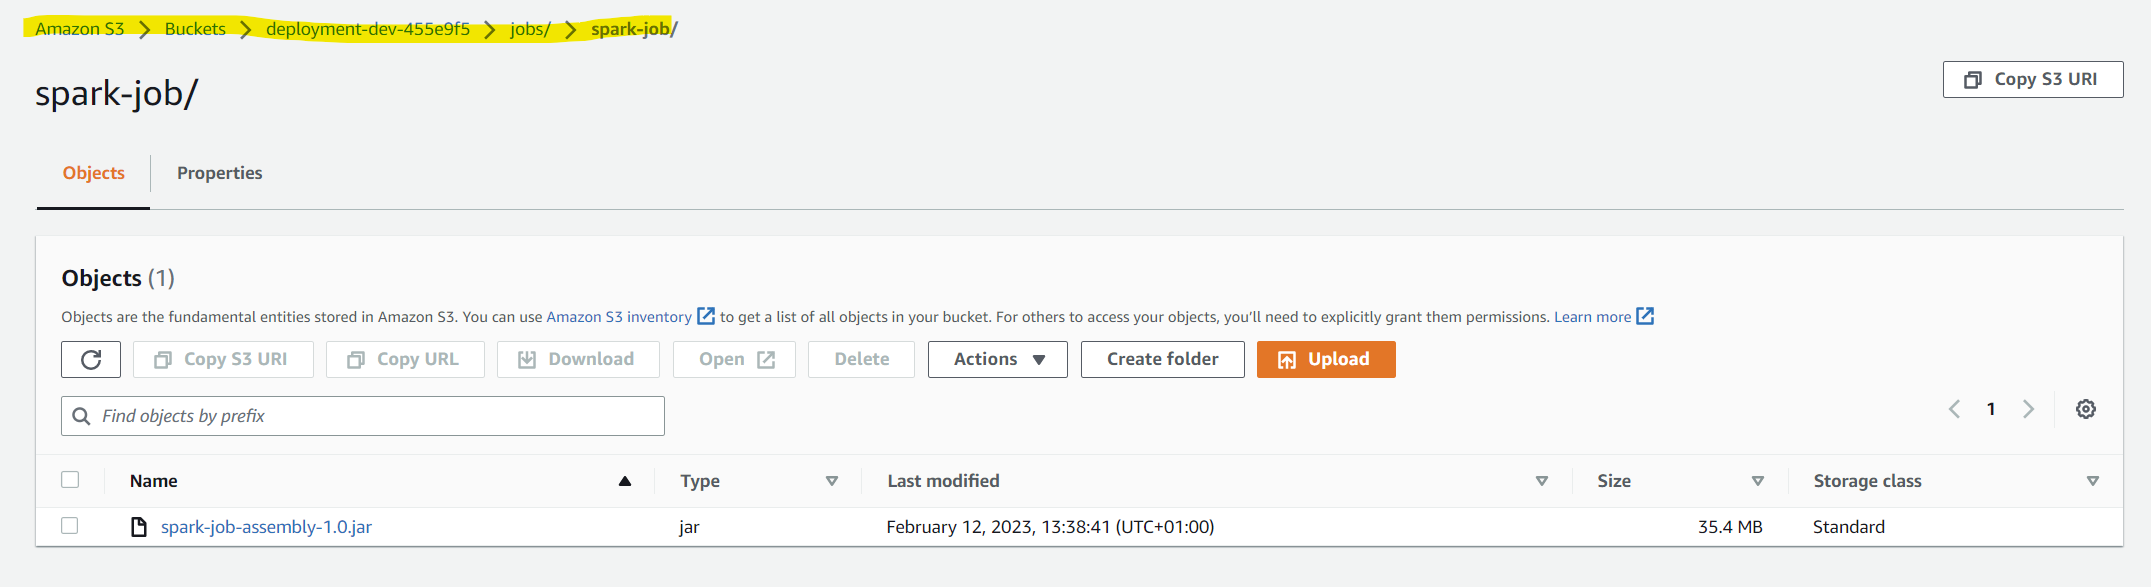 Amazon S3 > Buckets > deployment-dev-455e9f5 > jobs/ > spark-job/
spark-job/
Copy S3 URI
Objects
Properties
Objects (1)
Objects are the fundamental entities stored in Amazon S3. You can use Amazon S3 inventory to get a list of all objects in your bucket. For others to access your objects, you'll need to explicitly grant them permissions. Learn more
Copy S3 URI Copy URL Download Open Delete Actions Create folder Upload
Find objects by prefix
1
Name Type Last modified Size Storage class
spark-job-assembly-1.0.jar jar February 12, 2023, 13:38:41 (UTC+01:00) 35.4 MB Standard